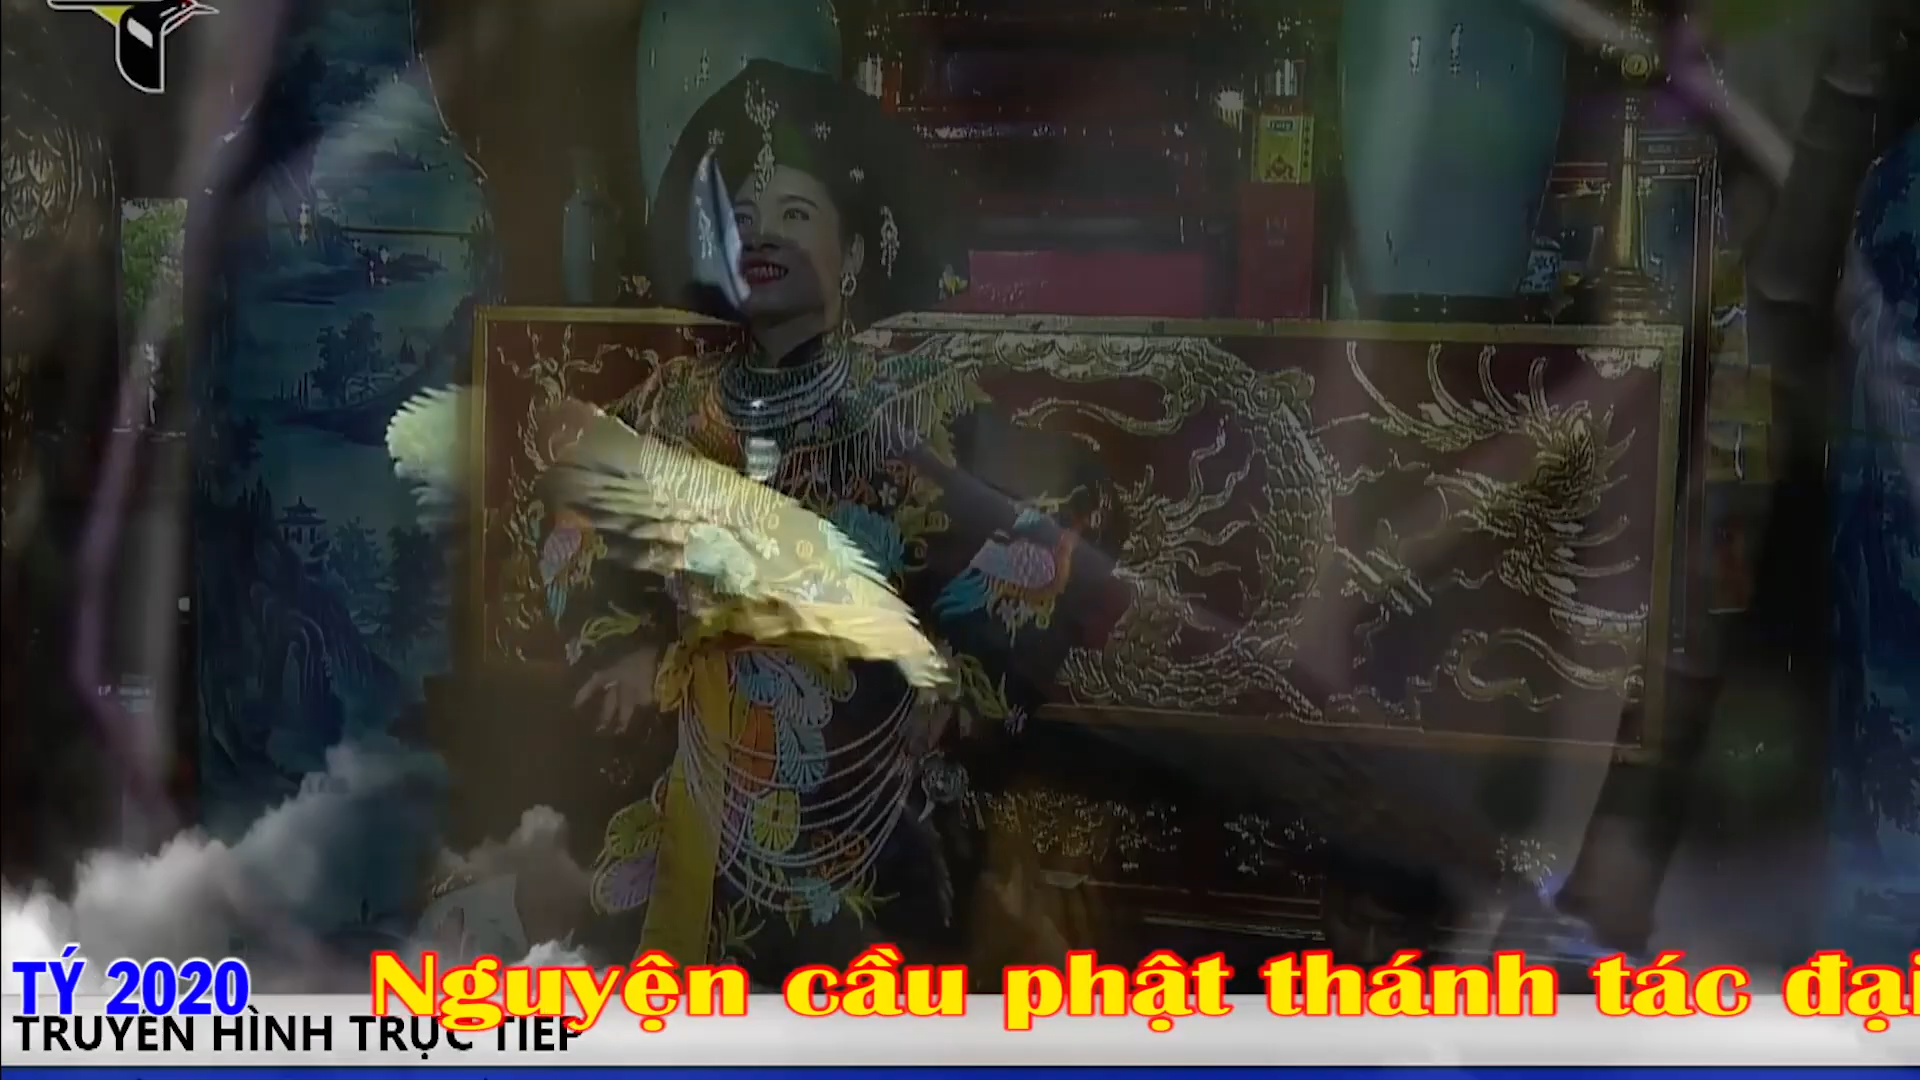 TÝ 2020
Nguyện cầu phật thánh tác đại
TRUYỀN HÌNH TRỰC TIẾP